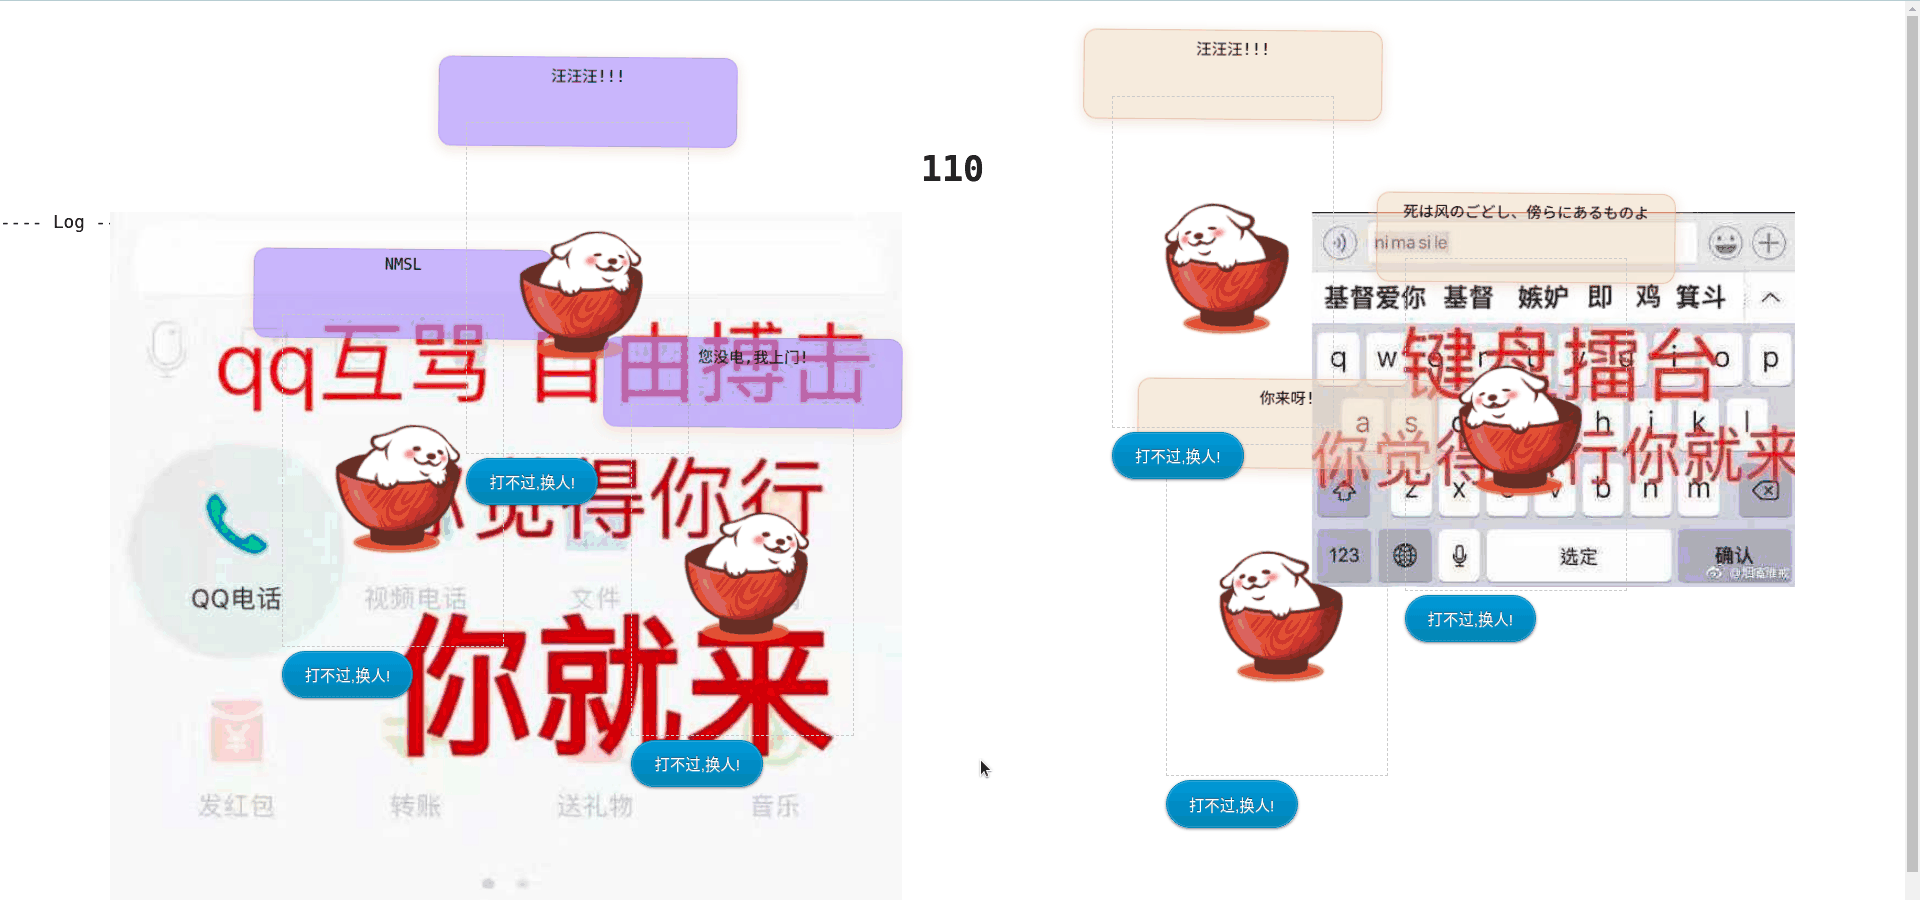 汪汪汪!!!
汪汪汪!!!
110
---- Log --
NMSL
死は风のごどし、傍らにあるものよ
nimasile
基督爱你 基督 嫉妒 即 鸡 箕斗
qq互骂 自由搏击
您没电,我上门!
键盘擂台
q w r u i o p
你来呀!
a s h j k l
你觉得 行你就来
打不过,换人!
打不过,换人!
你觉得你行
z x v b n m
123 选定 确认
QQ电话
视频电话
文件
打不过,换人!
你就来
打不过,换人!
打不过,换人!
打不过,换人!
发红包
转账
送礼物
音乐